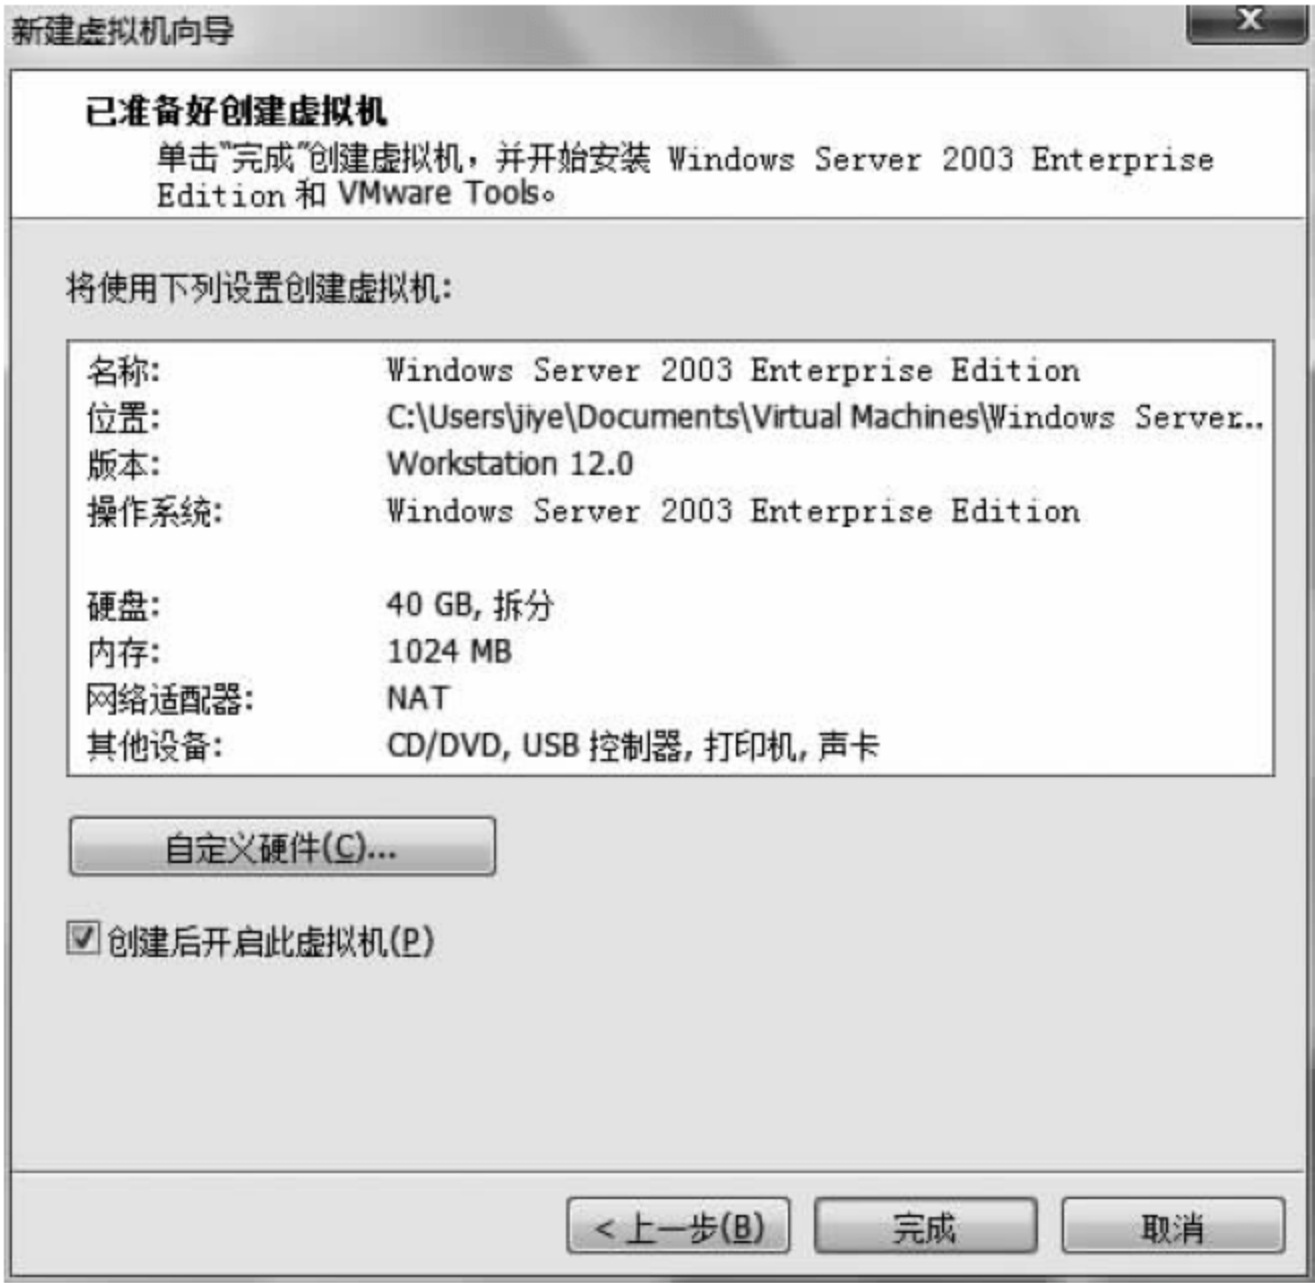 新建虚拟机向导
已准备好创建虚拟机
单击"完成"创建虚拟机，并开始安装 Windows Server 2003 Enterprise
Edition 和 VMware Tools。
将使用下列设置创建虚拟机：
名称： Windows Server 2003 Enterprise Edition
位置： C:\Users\jiye\Documents\Virtual Machines\Windows Server...
版本： Workstation 12.0
操作系统： Windows Server 2003 Enterprise Edition
硬盘： 40 GB, 拆分
内存： 1024 MB
网络适配器： NAT
其他设备： CD/DVD, USB 控制器, 打印机, 声卡
自定义硬件(C)...
创建后开启此虚拟机(P)
< 上一步(B) 完成 取消